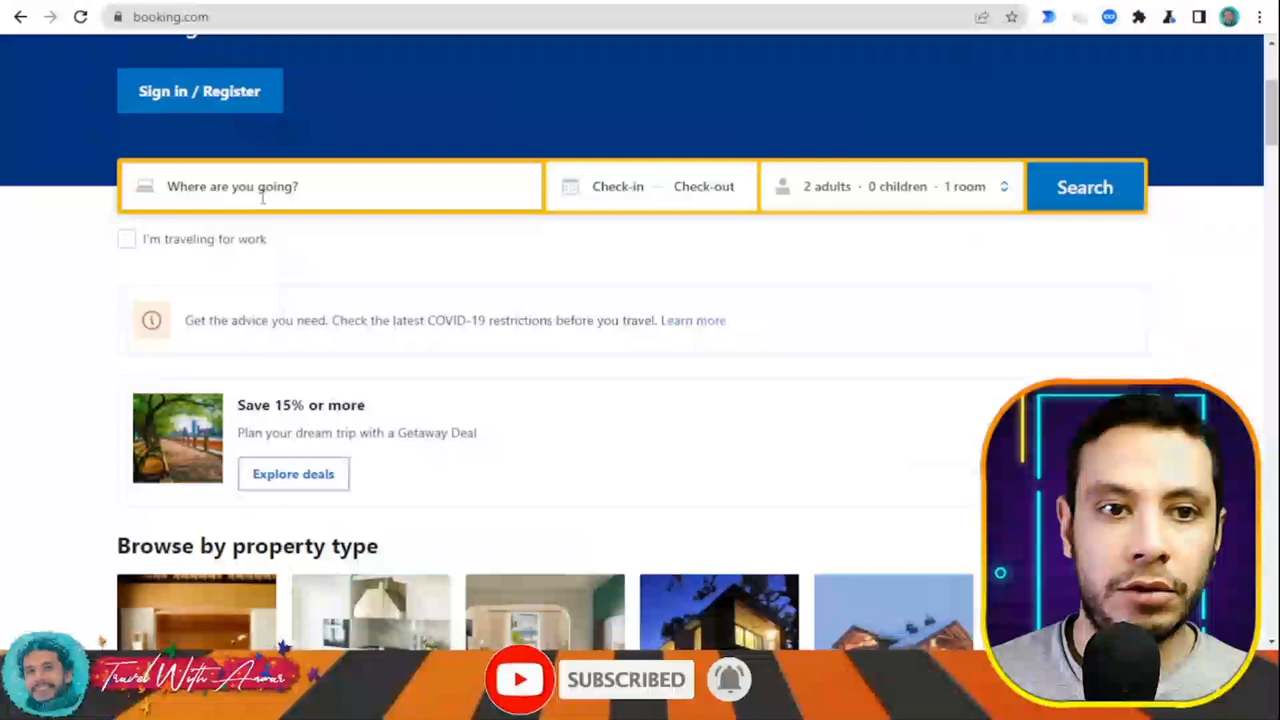 booking.com
Sign in / Register
Where are you going?
Check-in — Check-out
2 adults · 0 children · 1 room
Search
I'm traveling for work
Get the advice you need. Check the latest COVID-19 restrictions before you travel. Learn more
Save 15% or more
Plan your dream trip with a Getaway Deal
Explore deals
Browse by property type
Travel With Anouar
SUBSCRIBED